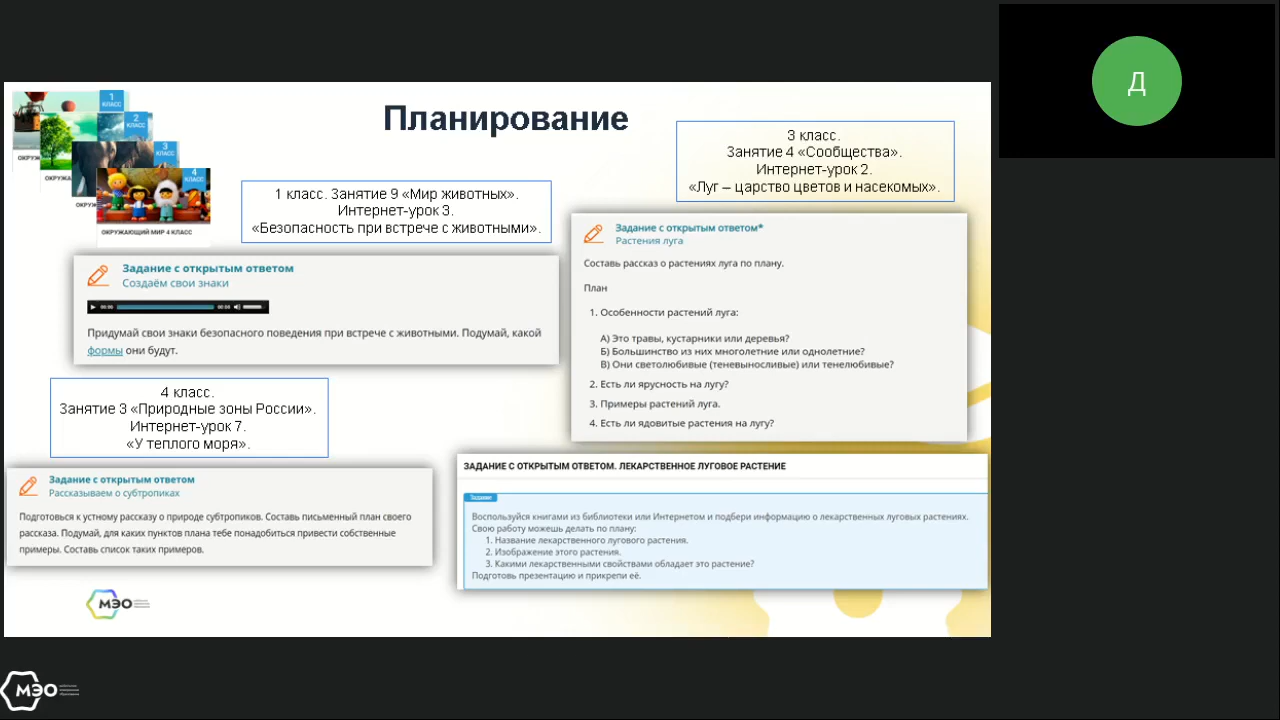 Д
Планирование
1
КЛАСС
2
КЛАСС
3
КЛАСС
4
КЛАСС
ОКРУЖАЮЩИЙ МИР 4 КЛАСС
1 класс. Занятие 9 «Мир животных».
Интернет-урок 3.
«Безопасность при встрече с животными».
3 класс.
Занятие 4 «Сообщества».
Интернет-урок 2.
«Луг – царство цветов и насекомых».
Задание с открытым ответом
Создаём свои знаки
00:00
00:00
Придумай свои знаки безопасного поведения при встрече с животными. Подумай, какой
формы они будут.
Задание с открытым ответом*
Растения луга
Составь рассказ о растениях луга по плану.
План
1. Особенности растений луга:
А) Это травы, кустарники или деревья?
Б) Большинство из них многолетние или однолетние?
В) Они светолюбивые (теневыносливые) или тенелюбивые?
2. Есть ли ярусность на лугу?
3. Примеры растений луга.
4. Есть ли ядовитые растения на лугу?
4 класс.
Занятие 3 «Природные зоны России».
Интернет-урок 7.
«У теплого моря».
Задание с открытым ответом
Рассказываем о субтропиках
Подготовься к устному рассказу о природе субтропиков. Составь письменный план своего
рассказа. Подумай, для каких пунктов плана тебе понадобиться привести собственные
примеры. Составь список таких примеров.
ЗАДАНИЕ С ОТКРЫТЫМ ОТВЕТОМ. ЛЕКАРСТВЕННОЕ ЛУГОВОЕ РАСТЕНИЕ
Задание
Воспользуйся книгами из библиотеки или Интернетом и подбери информацию о лекарственных луговых растениях.
Свою работу можешь делать по плану:
1. Название лекарственного лугового растения.
2. Изображение этого растения.
3. Какими лекарственными свойствами обладает это растение?
Подготовь презентацию и прикрепи её.
МЭО
МЭО